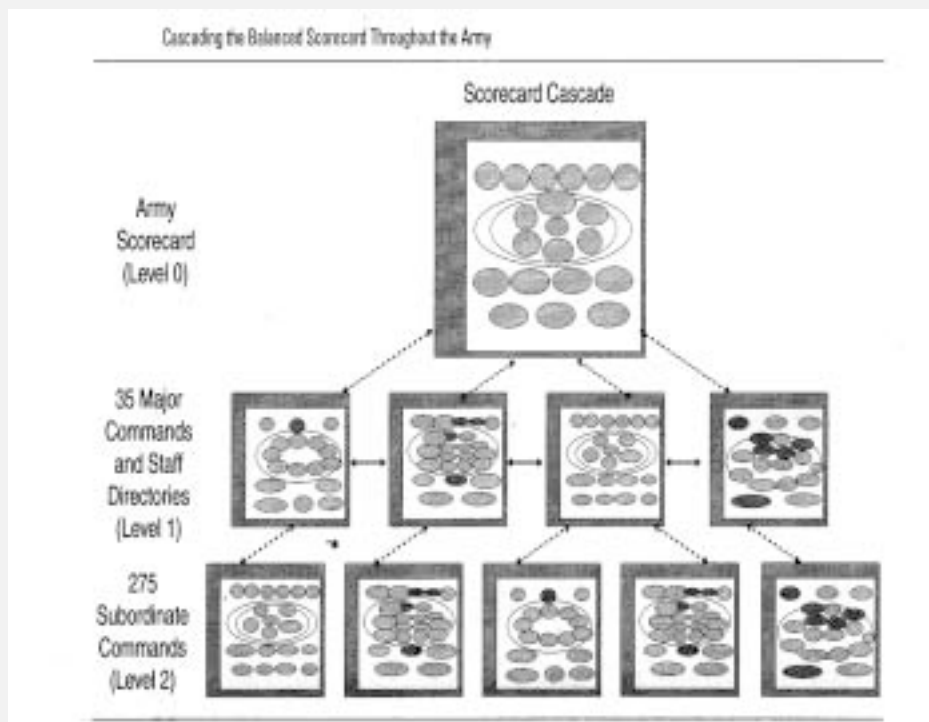 Cascading the Balanced Scorecard Throughout the Army
Scorecard Cascade
Army
Scorecard
(Level 0)
35 Major
Commands
and Staff
Directories
(Level 1)
275
Subordinate
Commands
(Level 2)